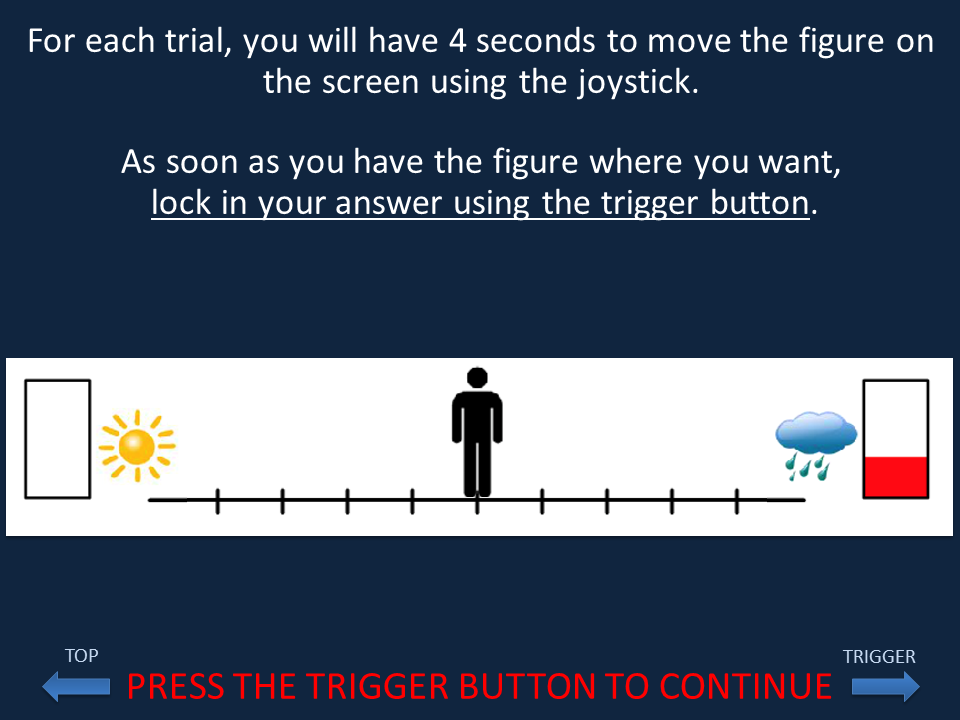 For each trial, you will have 4 seconds to move the figure on
the screen using the joystick.
As soon as you have the figure where you want,
lock in your answer using the trigger button.
TOP
TRIGGER
PRESS THE TRIGGER BUTTON TO CONTINUE